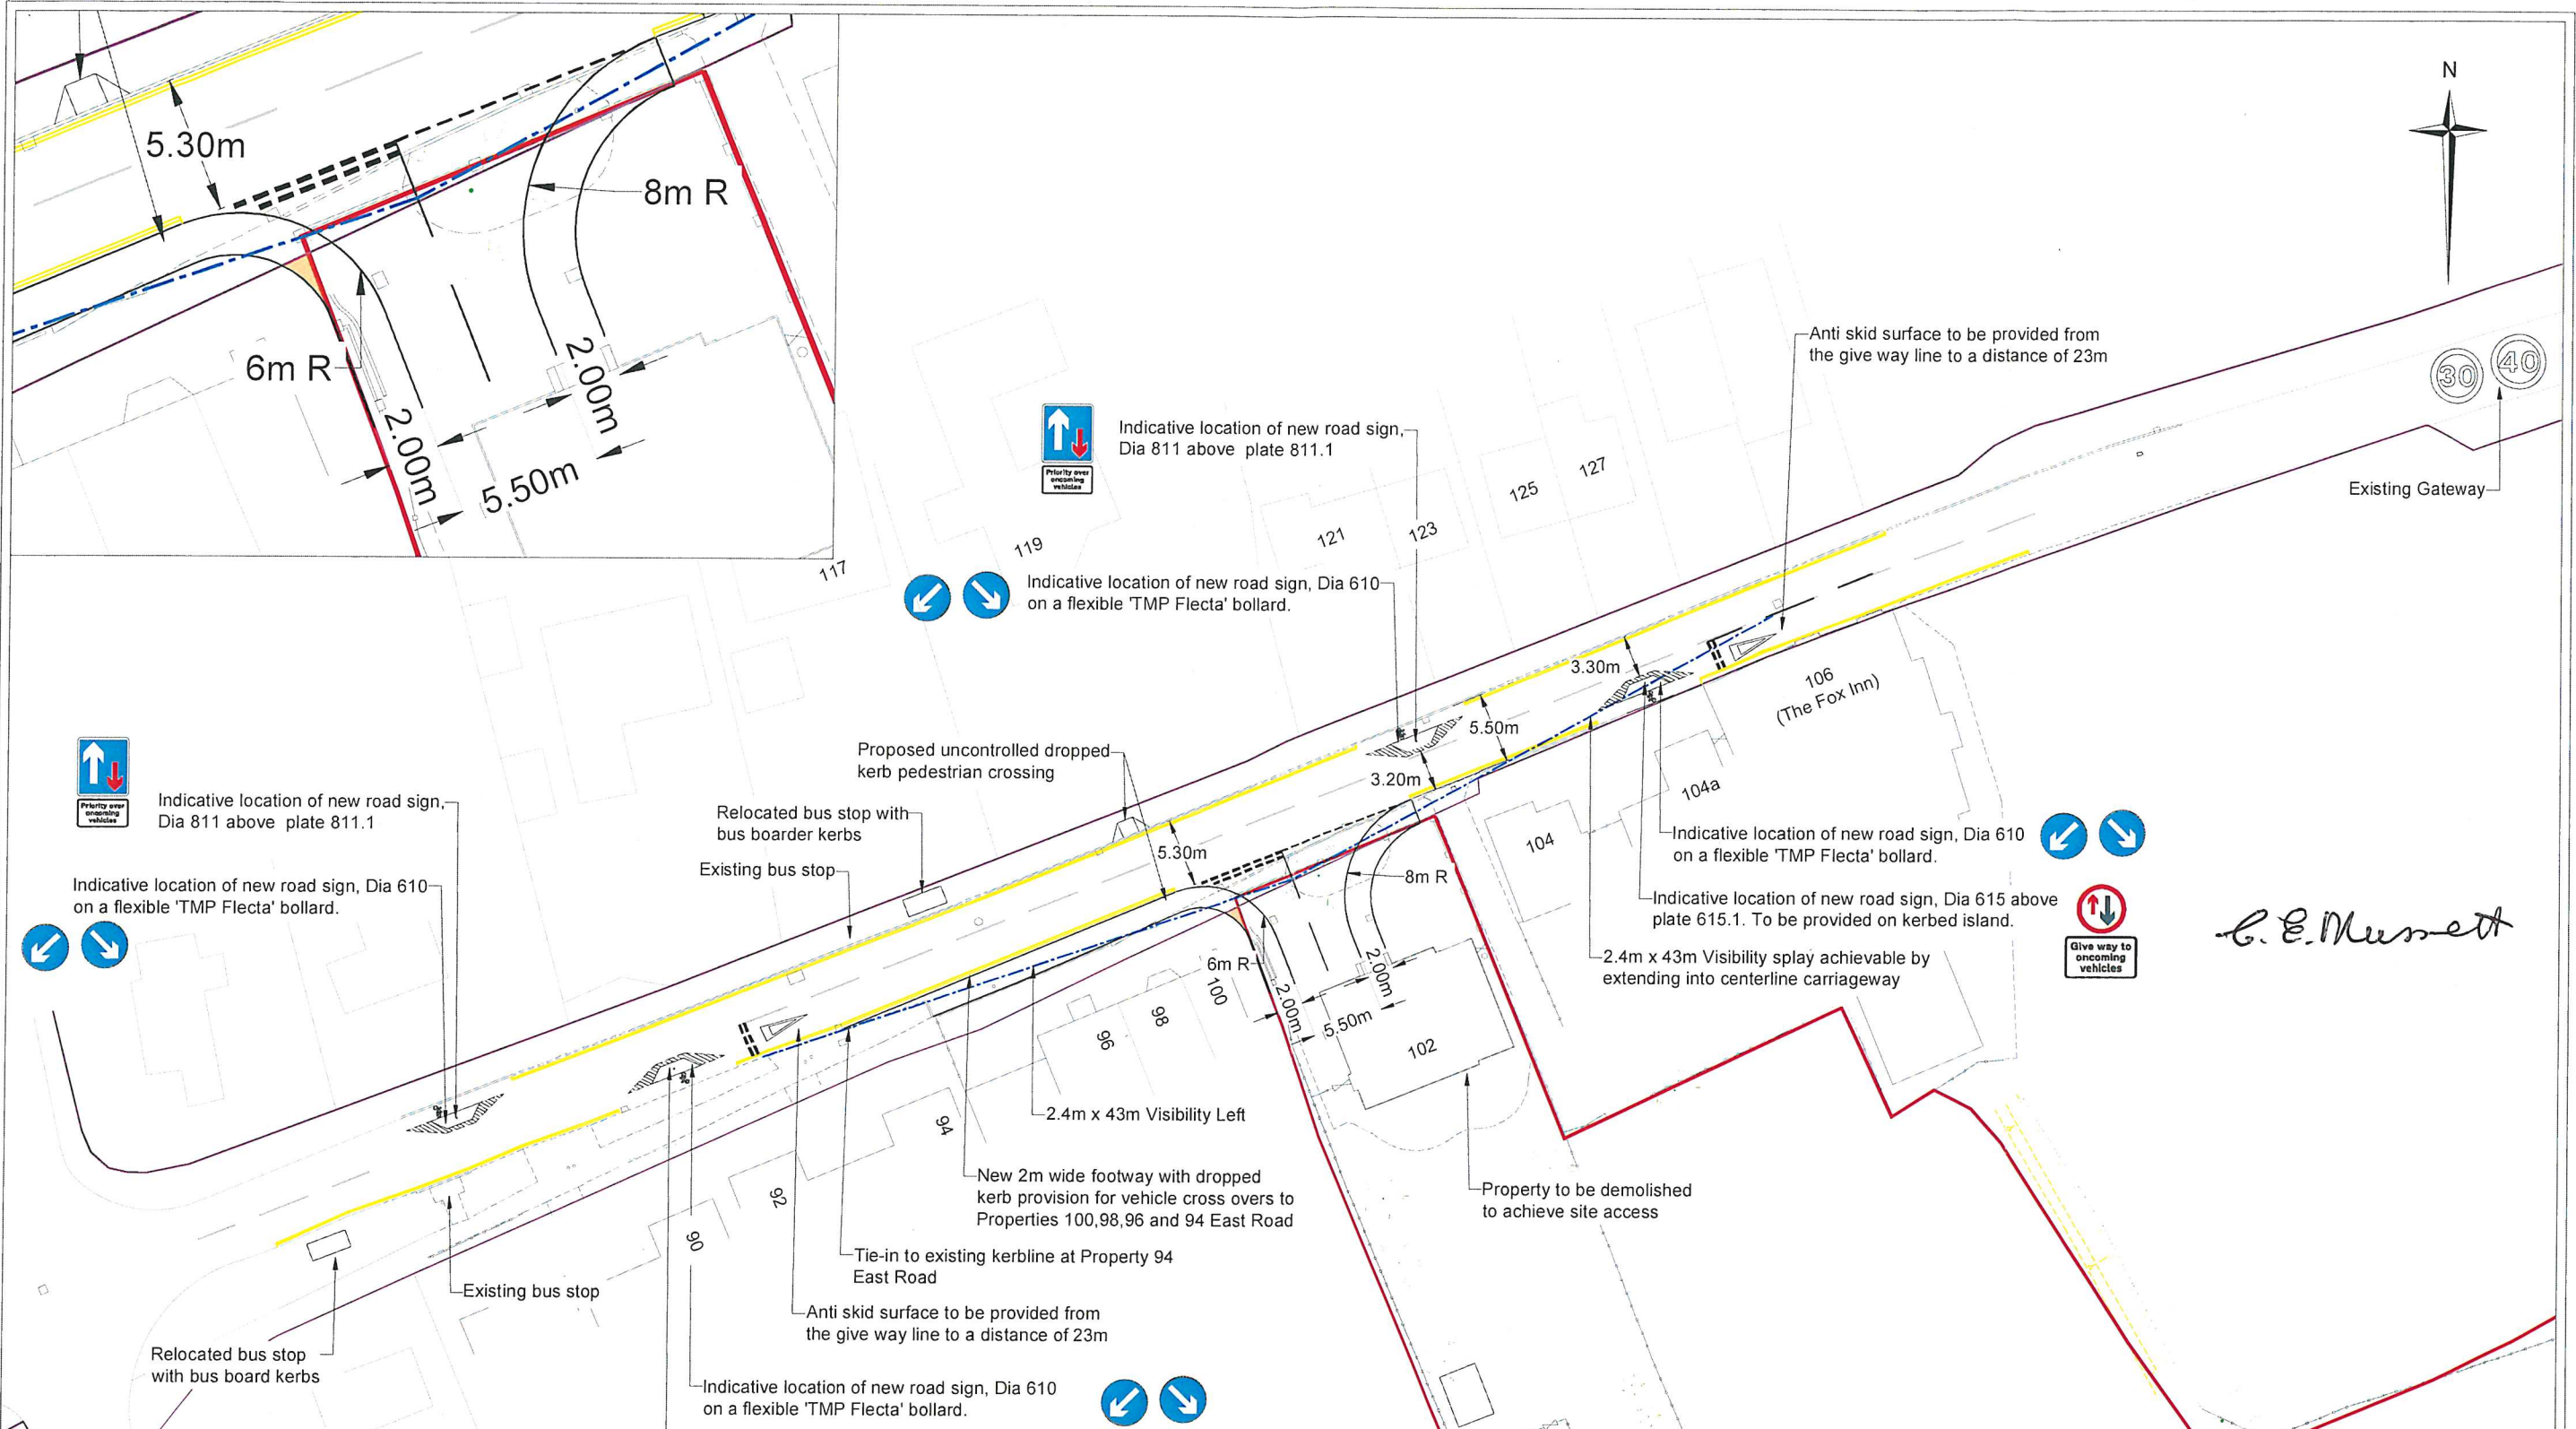 5.30m
8m R
6m R
2.00m
2.00m
5.50m
N
Anti skid surface to be provided from
the give way line to a distance of 23m
30
40
Existing Gateway
Priority over
oncoming
vehicles
Indicative location of new road sign,
Dia 811 above plate 811.1
117
119
121
123
125
127
Indicative location of new road sign, Dia 610
on a flexible 'TMP Flecta' bollard.
3.30m
5.50m
3.20m
106
(The Fox Inn)
104a
104
Proposed uncontrolled dropped
kerb pedestrian crossing
Relocated bus stop with
bus boarder kerbs
Existing bus stop
5.30m
8m R
6m R
2.00m
2.00m
5.50m
100
98
96
94
92
90
102
Priority over
oncoming
vehicles
Indicative location of new road sign,
Dia 811 above plate 811.1
Indicative location of new road sign, Dia 610
on a flexible 'TMP Flecta' bollard.
Indicative location of new road sign, Dia 610
on a flexible 'TMP Flecta' bollard.
Indicative location of new road sign, Dia 615 above
plate 615.1. To be provided on kerbed island.
Give way to
oncoming
vehicles
2.4m x 43m Visibility splay achievable by
extending into centerline carriageway
C. E. Mussett
2.4m x 43m Visibility Left
New 2m wide footway with dropped
kerb provision for vehicle cross overs to
Properties 100,98,96 and 94 East Road
Property to be demolished
to achieve site access
Tie-in to existing kerbline at Property 94
East Road
Existing bus stop
Anti skid surface to be provided from
the give way line to a distance of 23m
Relocated bus stop
with bus board kerbs
Indicative location of new road sign, Dia 610
on a flexible 'TMP Flecta' bollard.